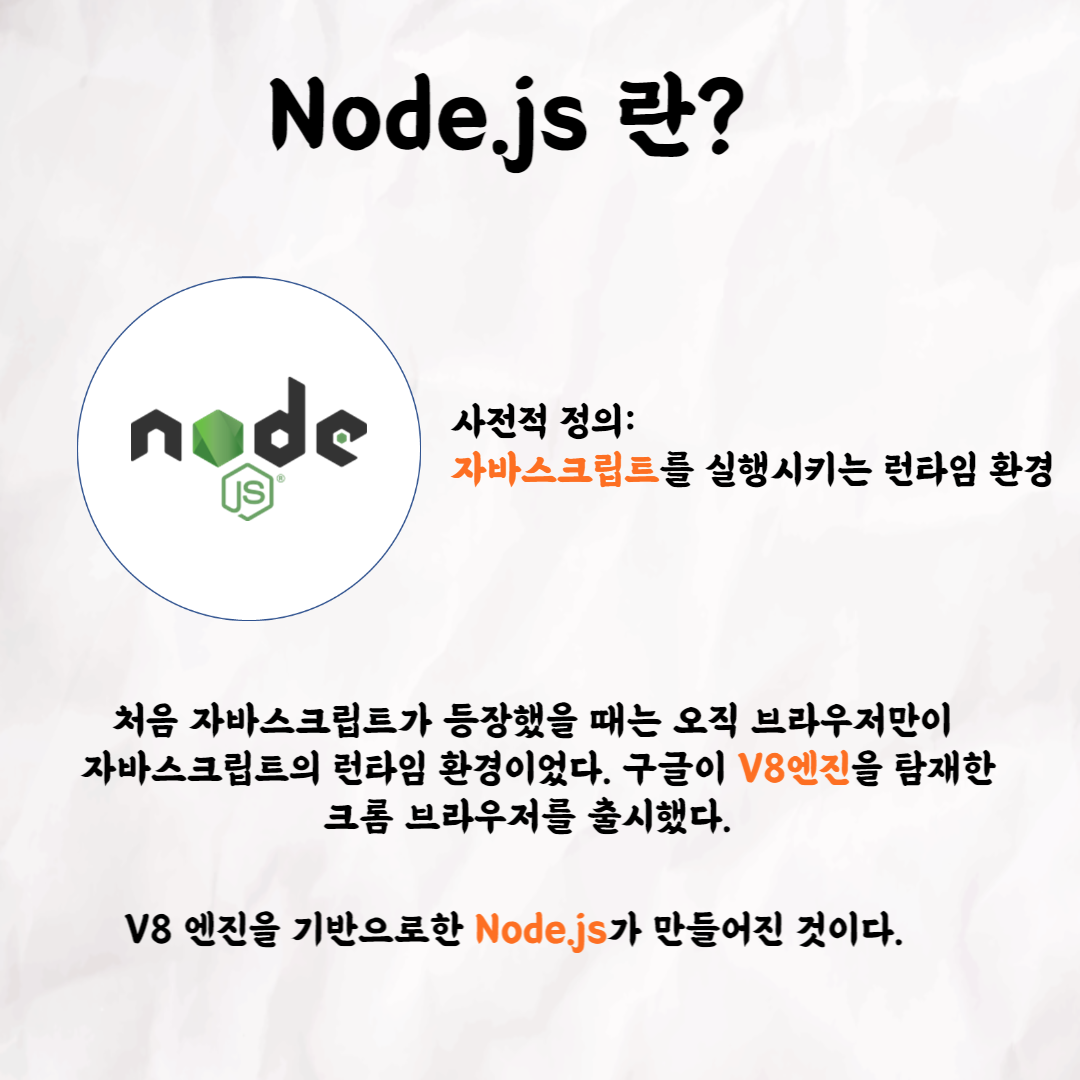 Node.js 란?
node
JS®
사전적 정의:
자바스크립트를 실행시키는 런타임 환경
처음 자바스크립트가 등장했을 때는 오직 브라우저만이
자바스크립트의 런타임 환경이었다. 구글이 V8엔진을 탑재한
크롬 브라우저를 출시했다.
V8 엔진을 기반으로한 Node.js가 만들어진 것이다.